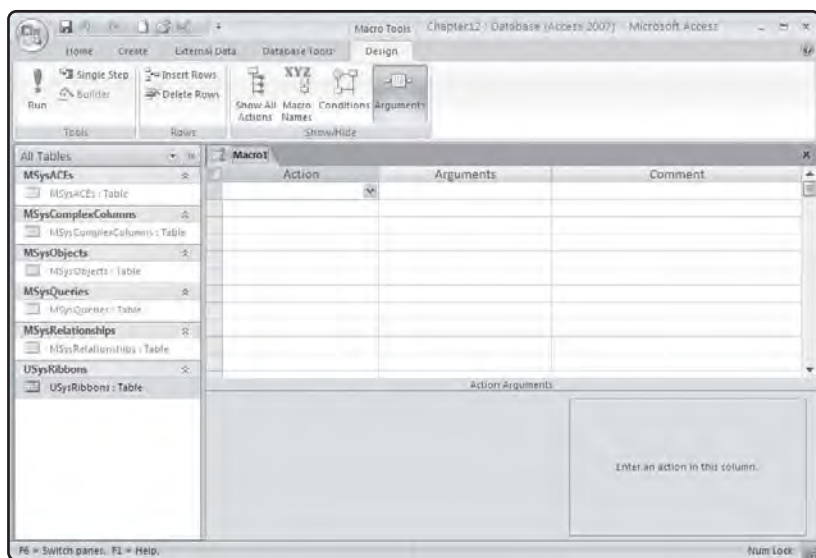 Macro Tools Chapter12 : Database (Access 2007) - Microsoft Access
Home Create External Data Database Tools Design
Run
Single Step
Builder
Tools
Insert Rows
Delete Rows
Rows
Show All Actions
XYZ
Macro Names
Conditions
Arguments
Show/Hide
All Tables
MSysACEs
MSysACEs : Table
MSysComplexColumns
MSysComplexColumns : Table
MSysObjects
MSysObjects : Table
MSysQueries
MSysQueries : Table
MSysRelationships
MSysRelationships : Table
USysRibbons
USysRibbons : Table
Macro1
Action Arguments Comment
Action Arguments
Enter an action in this column.
F6 = Switch panes. F1 = Help.
Num Lock